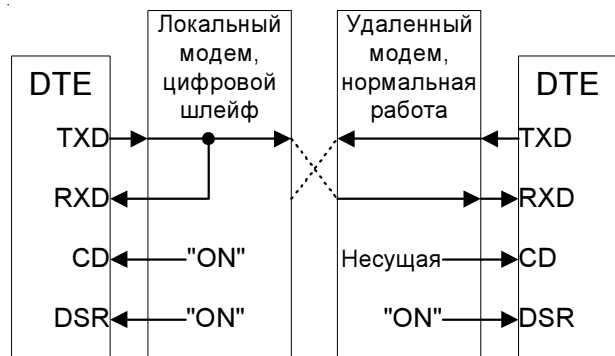 Локальный
модем,
цифровой
шлейф
Удаленный
модем,
нормальная
работа
DTE
DTE
TXD
TXD
RXD
RXD
CD
"ON"
Несущая
CD
DSR
"ON"
"ON"
DSR